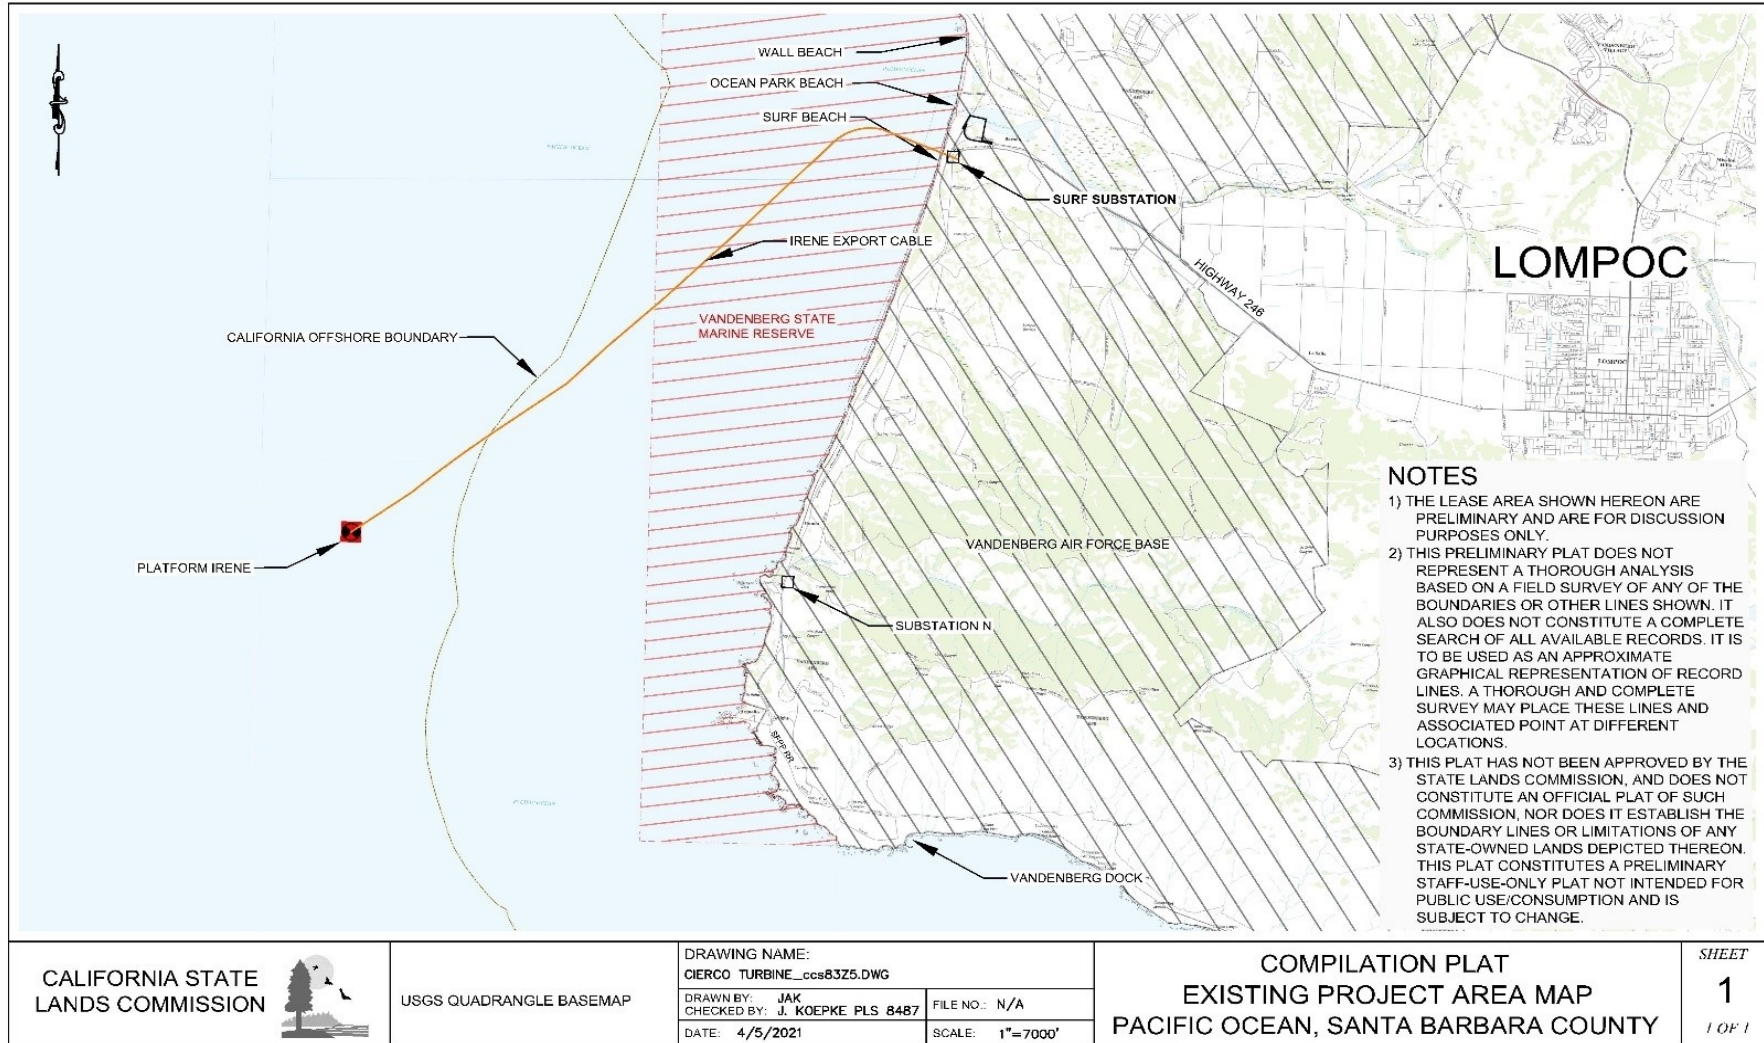 WALL BEACH
OCEAN PARK BEACH
SURF BEACH
SURF SUBSTATION
IRENE EXPORT CABLE
LOMPOC
HIGHWAY 246
VANDENBERG STATE
MARINE RESERVE
CALIFORNIA OFFSHORE BOUNDARY
LOMPOC
PLATFORM IRENE
VANDENBERG AIR FORCE BASE
SUBSTATION N
SPPP RR
VANDENBERG DOCK
NOTES
1) THE LEASE AREA SHOWN HEREON ARE
PRELIMINARY AND ARE FOR DISCUSSION
PURPOSES ONLY.
2) THIS PRELIMINARY PLAT DOES NOT
REPRESENT A THOROUGH ANALYSIS
BASED ON A FIELD SURVEY OF ANY OF THE
BOUNDARIES OR OTHER LINES SHOWN. IT
ALSO DOES NOT CONSTITUTE A COMPLETE
SEARCH OF ALL AVAILABLE RECORDS. IT IS
TO BE USED AS AN APPROXIMATE
GRAPHICAL REPRESENTATION OF RECORD
LINES. A THOROUGH AND COMPLETE
SURVEY MAY PLACE THESE LINES AND
ASSOCIATED POINT AT DIFFERENT
LOCATIONS.
3) THIS PLAT HAS NOT BEEN APPROVED BY THE
STATE LANDS COMMISSION, AND DOES NOT
CONSTITUTE AN OFFICIAL PLAT OF SUCH
COMMISSION, NOR DOES IT ESTABLISH THE
BOUNDARY LINES OR LIMITATIONS OF ANY
STATE-OWNED LANDS DEPICTED THEREON.
THIS PLAT CONSTITUTES A PRELIMINARY
STAFF-USE-ONLY PLAT NOT INTENDED FOR
PUBLIC USE/CONSUMPTION AND IS
SUBJECT TO CHANGE.
CALIFORNIA STATE
LANDS COMMISSION
USGS QUADRANGLE BASEMAP
DRAWING NAME:
CIERCO TURBINE_ccs83Z5.DWG
DRAWN BY: JAK
CHECKED BY: J. KOEPKE PLS 8487
FILE NO.: N/A
DATE: 4/5/2021
SCALE: 1"=7000'
COMPILATION PLAT
EXISTING PROJECT AREA MAP
PACIFIC OCEAN, SANTA BARBARA COUNTY
SHEET
1
1 OF 1